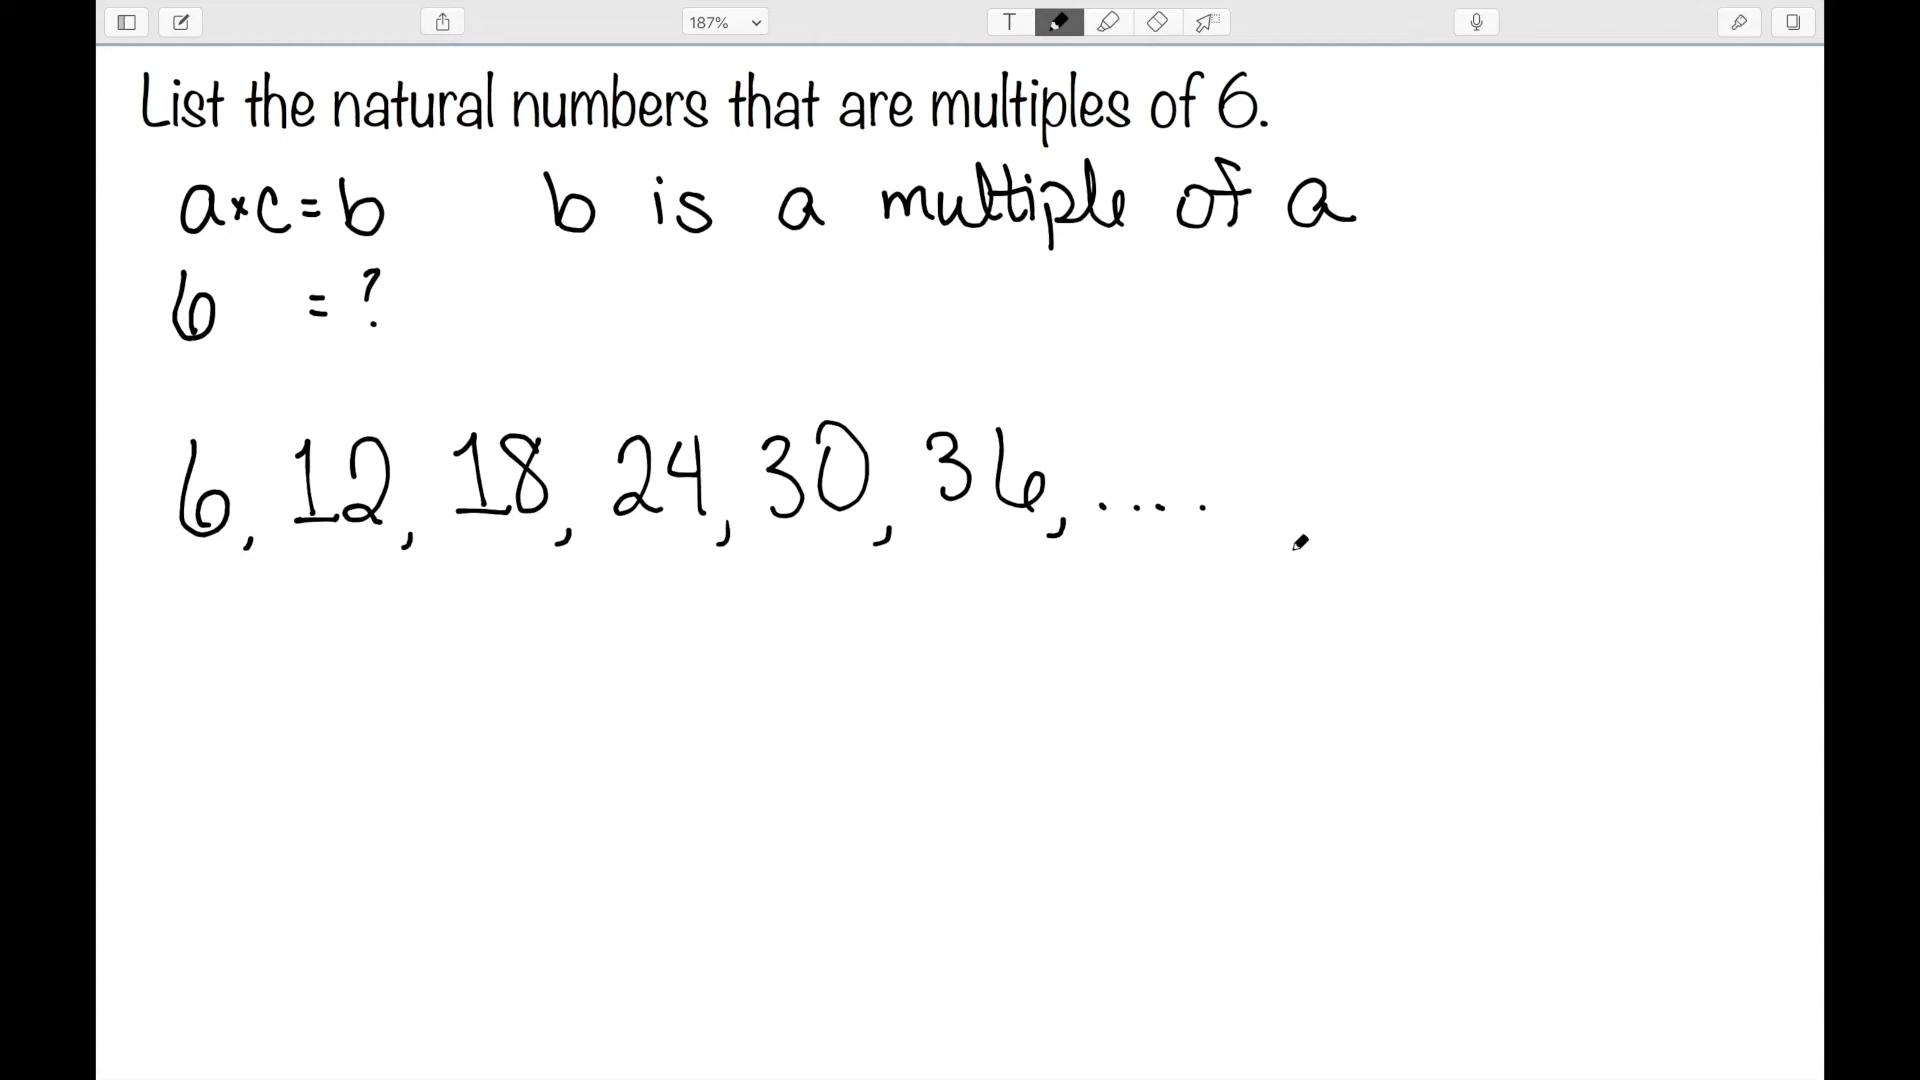 187%
T
List the natural numbers that are multiples of 6.
a×c=b b is a multiple of a
6 = ?
6, 12, 18, 24, 30, 36, ....